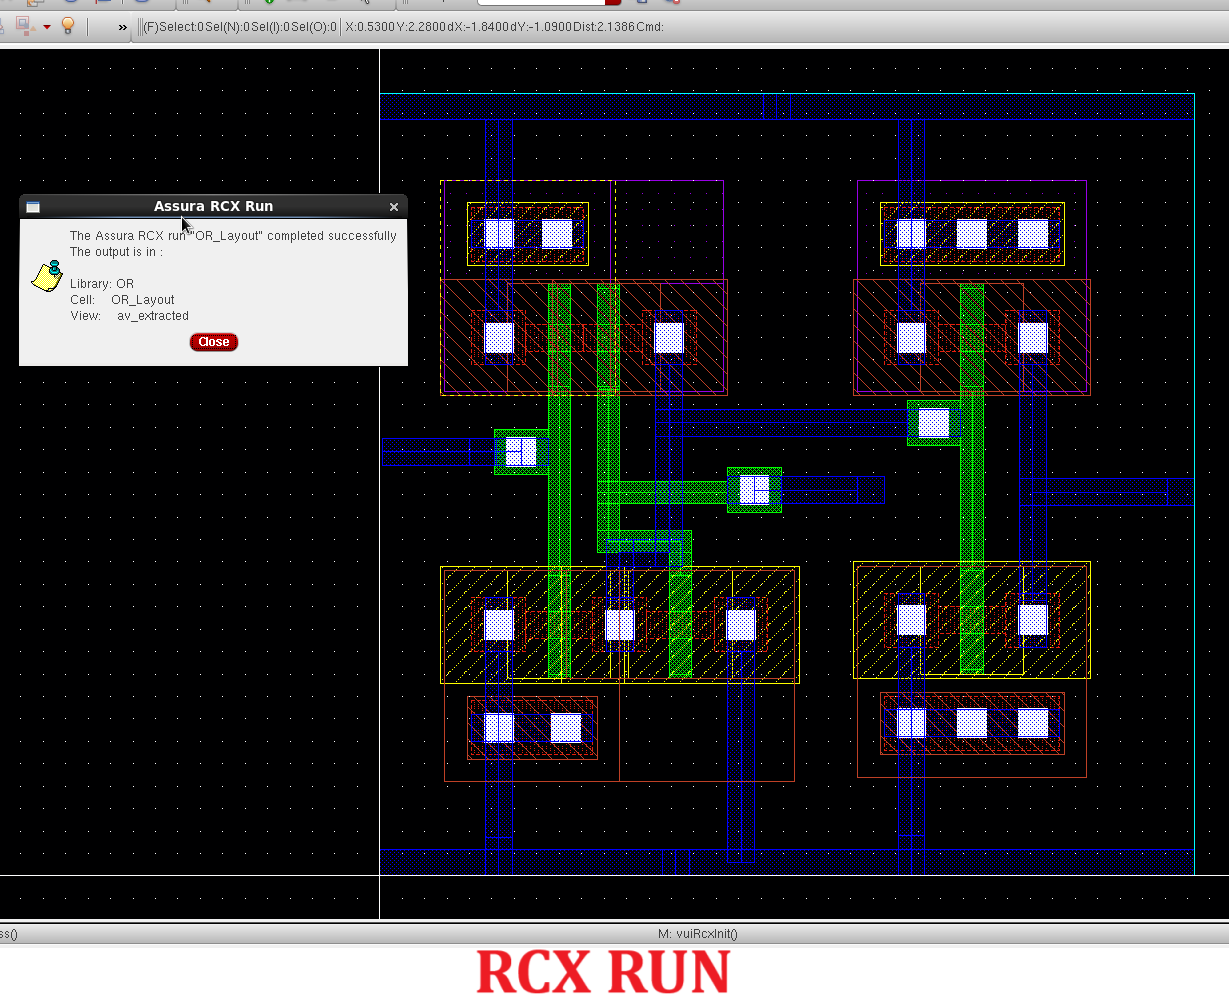 » (F)Select:0 Sel(N):0 Sel(I):0 Sel(O):0 X:0.5300 Y:2.2800 dX:-1.8400 dY:-1.0900 Dist:2.1386 Cmd:
Assura RCX Run
The Assura RCX run "OR_Layout" completed successfully
The output is in :
Library: OR
Cell: OR_Layout
View: av_extracted
Close
ss()
M: vuiRcxInit()
RCX RUN